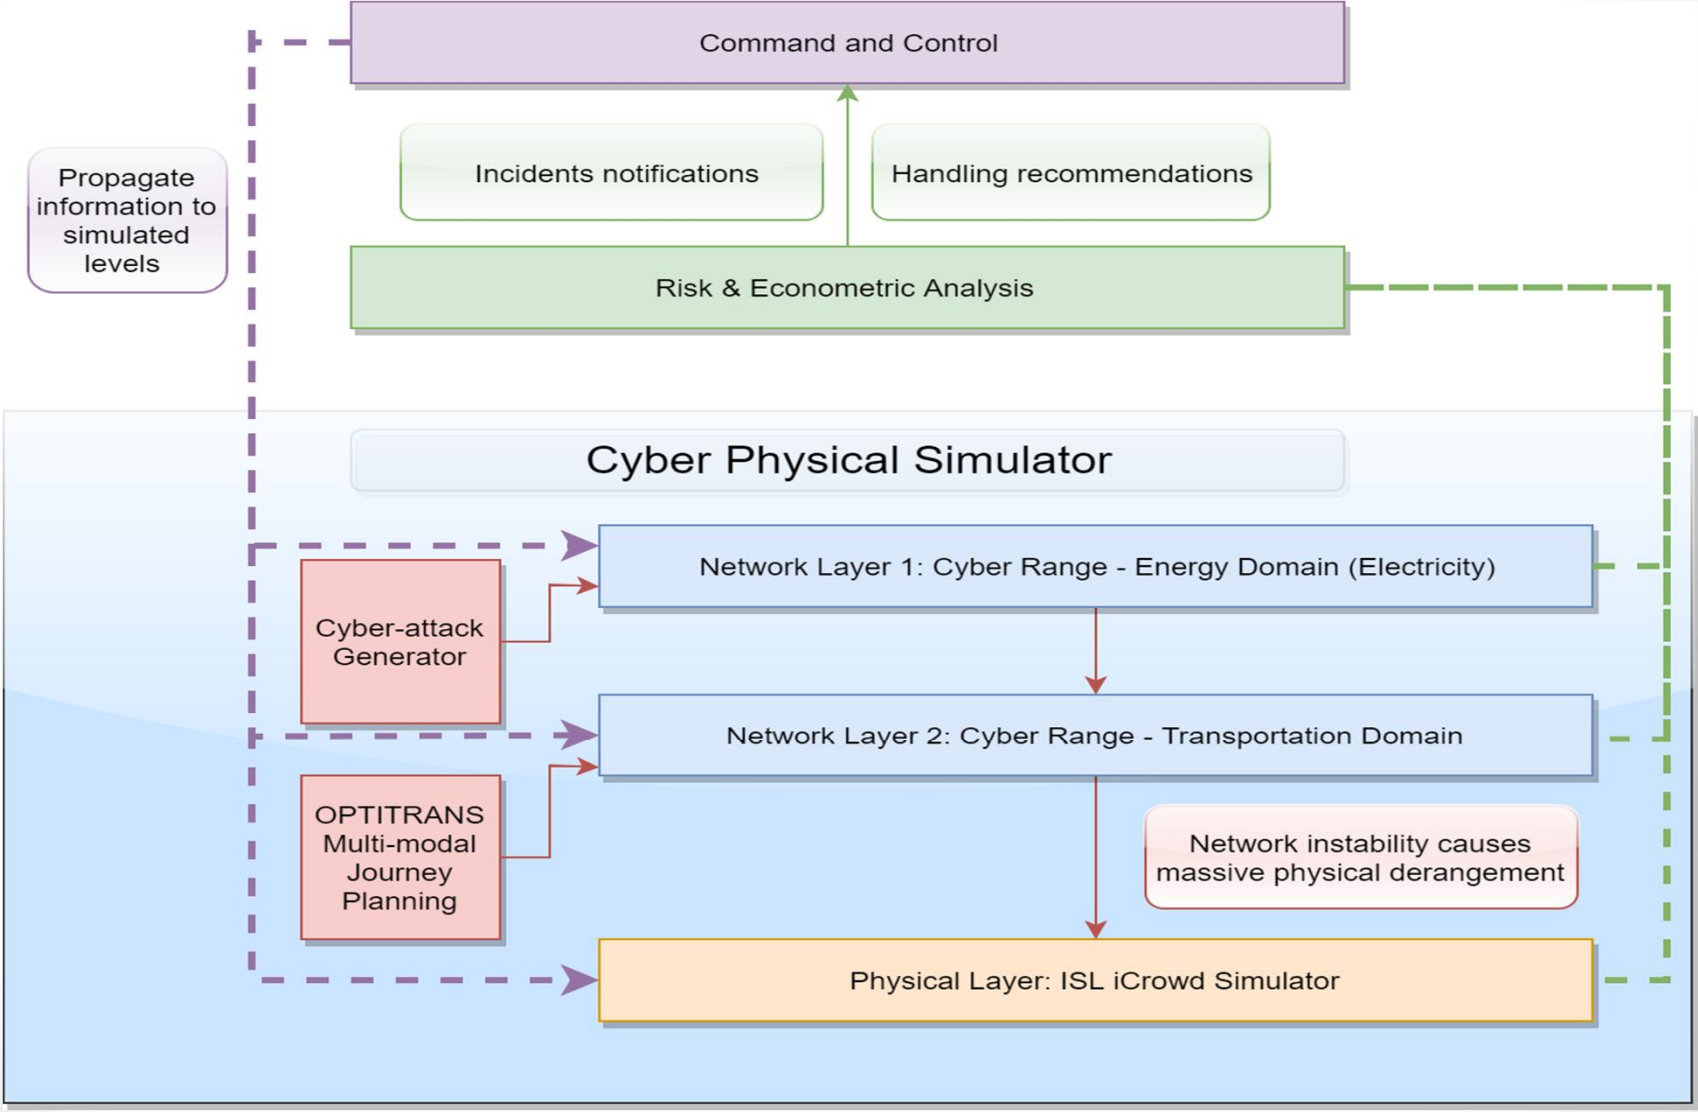 Command and Control
Incidents notifications
Handling recommendations
Propagate
information to
simulated
levels
Risk & Econometric Analysis
Cyber Physical Simulator
Network Layer 1: Cyber Range - Energy Domain (Electricity)
Cyber-attack
Generator
Network Layer 2: Cyber Range - Transportation Domain
OPTITRANS
Multi-modal
Journey
Planning
Network instability causes
massive physical derangement
Physical Layer: ISL iCrowd Simulator